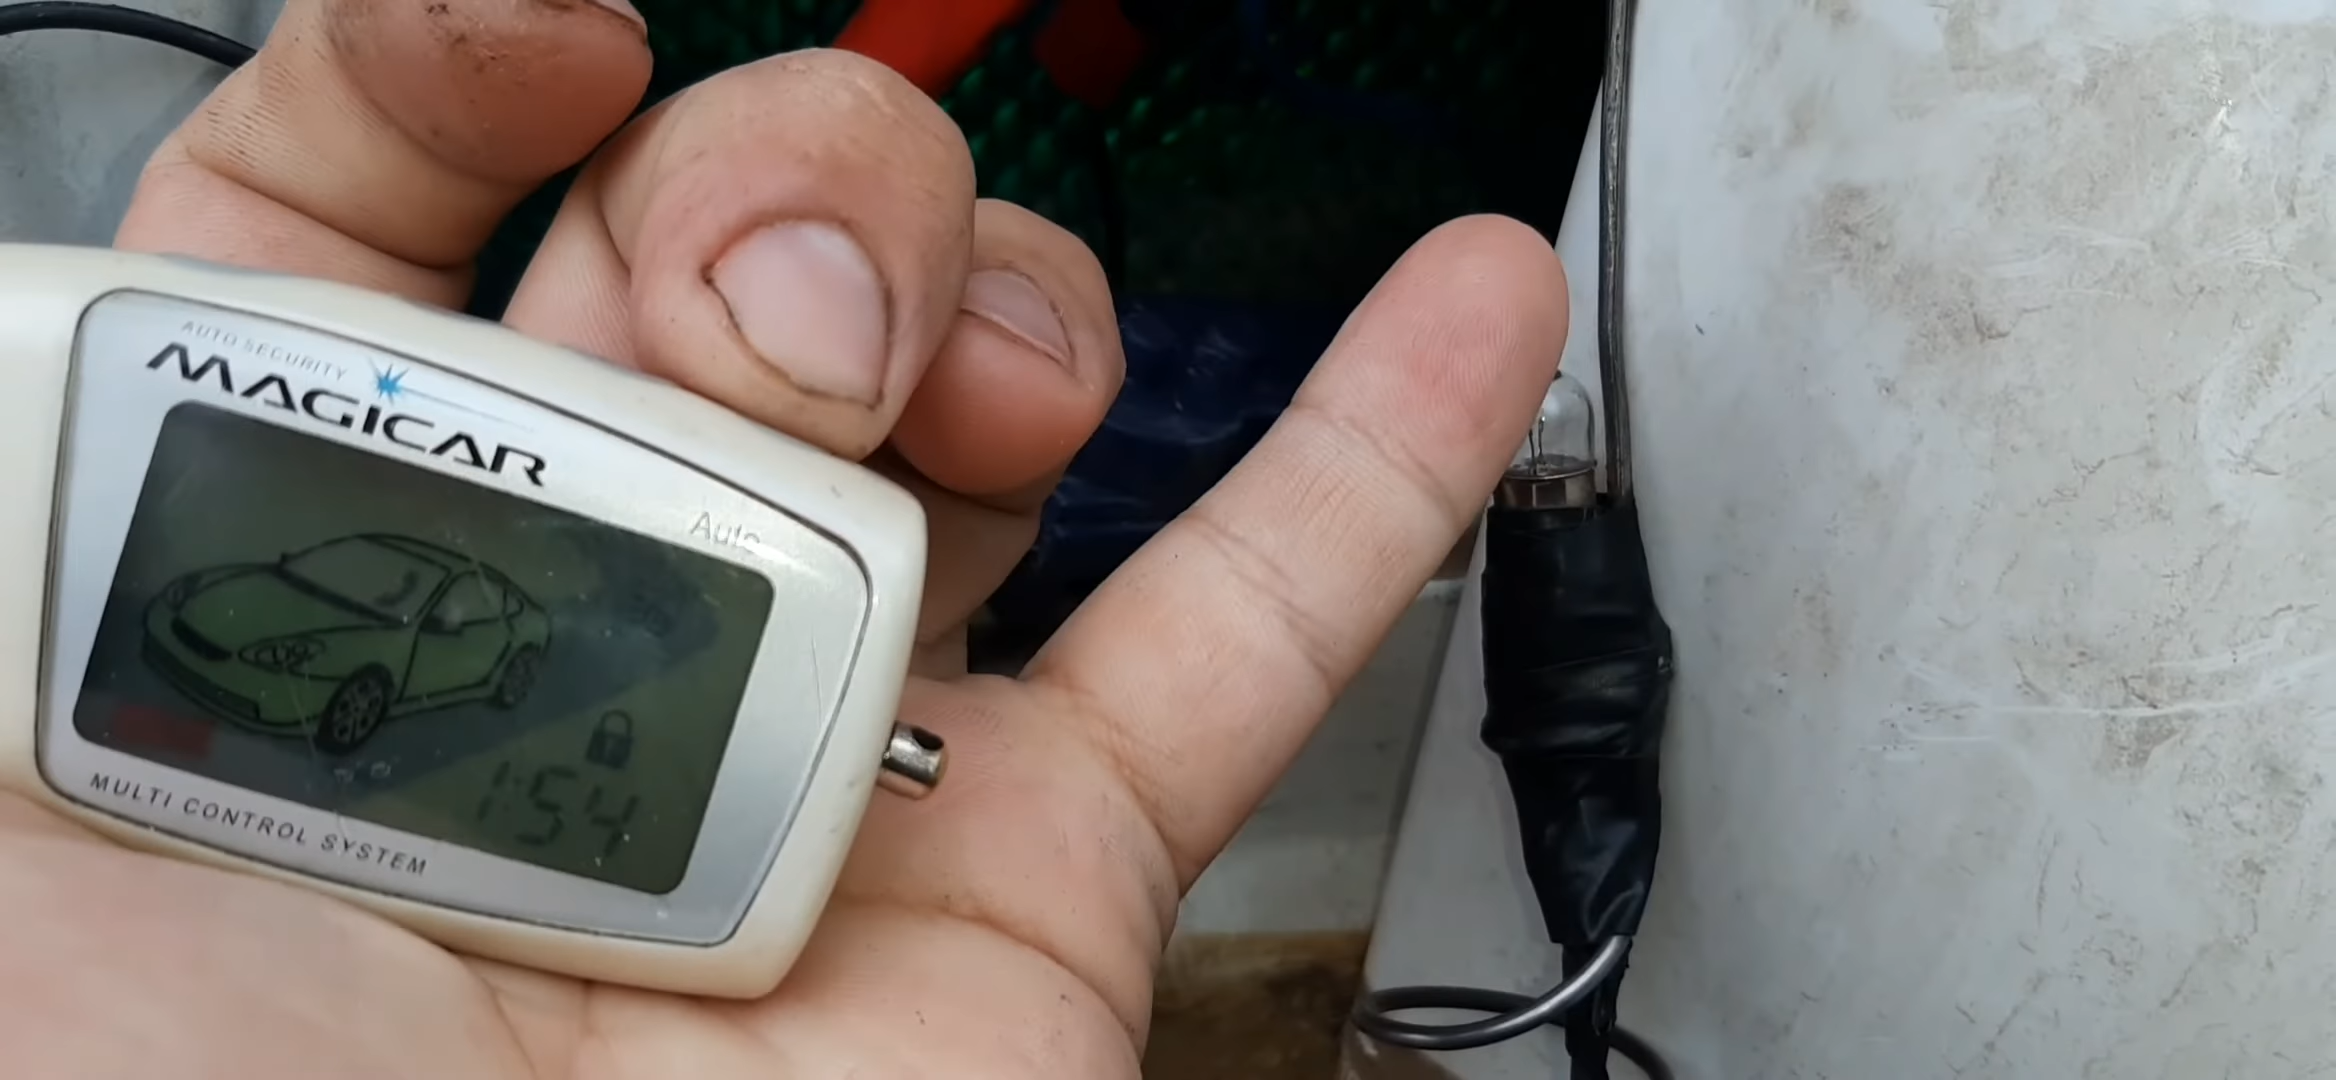 AUTO SECURITY
MAGICAR
Auto
1:54
MULTI CONTROL SYSTEM